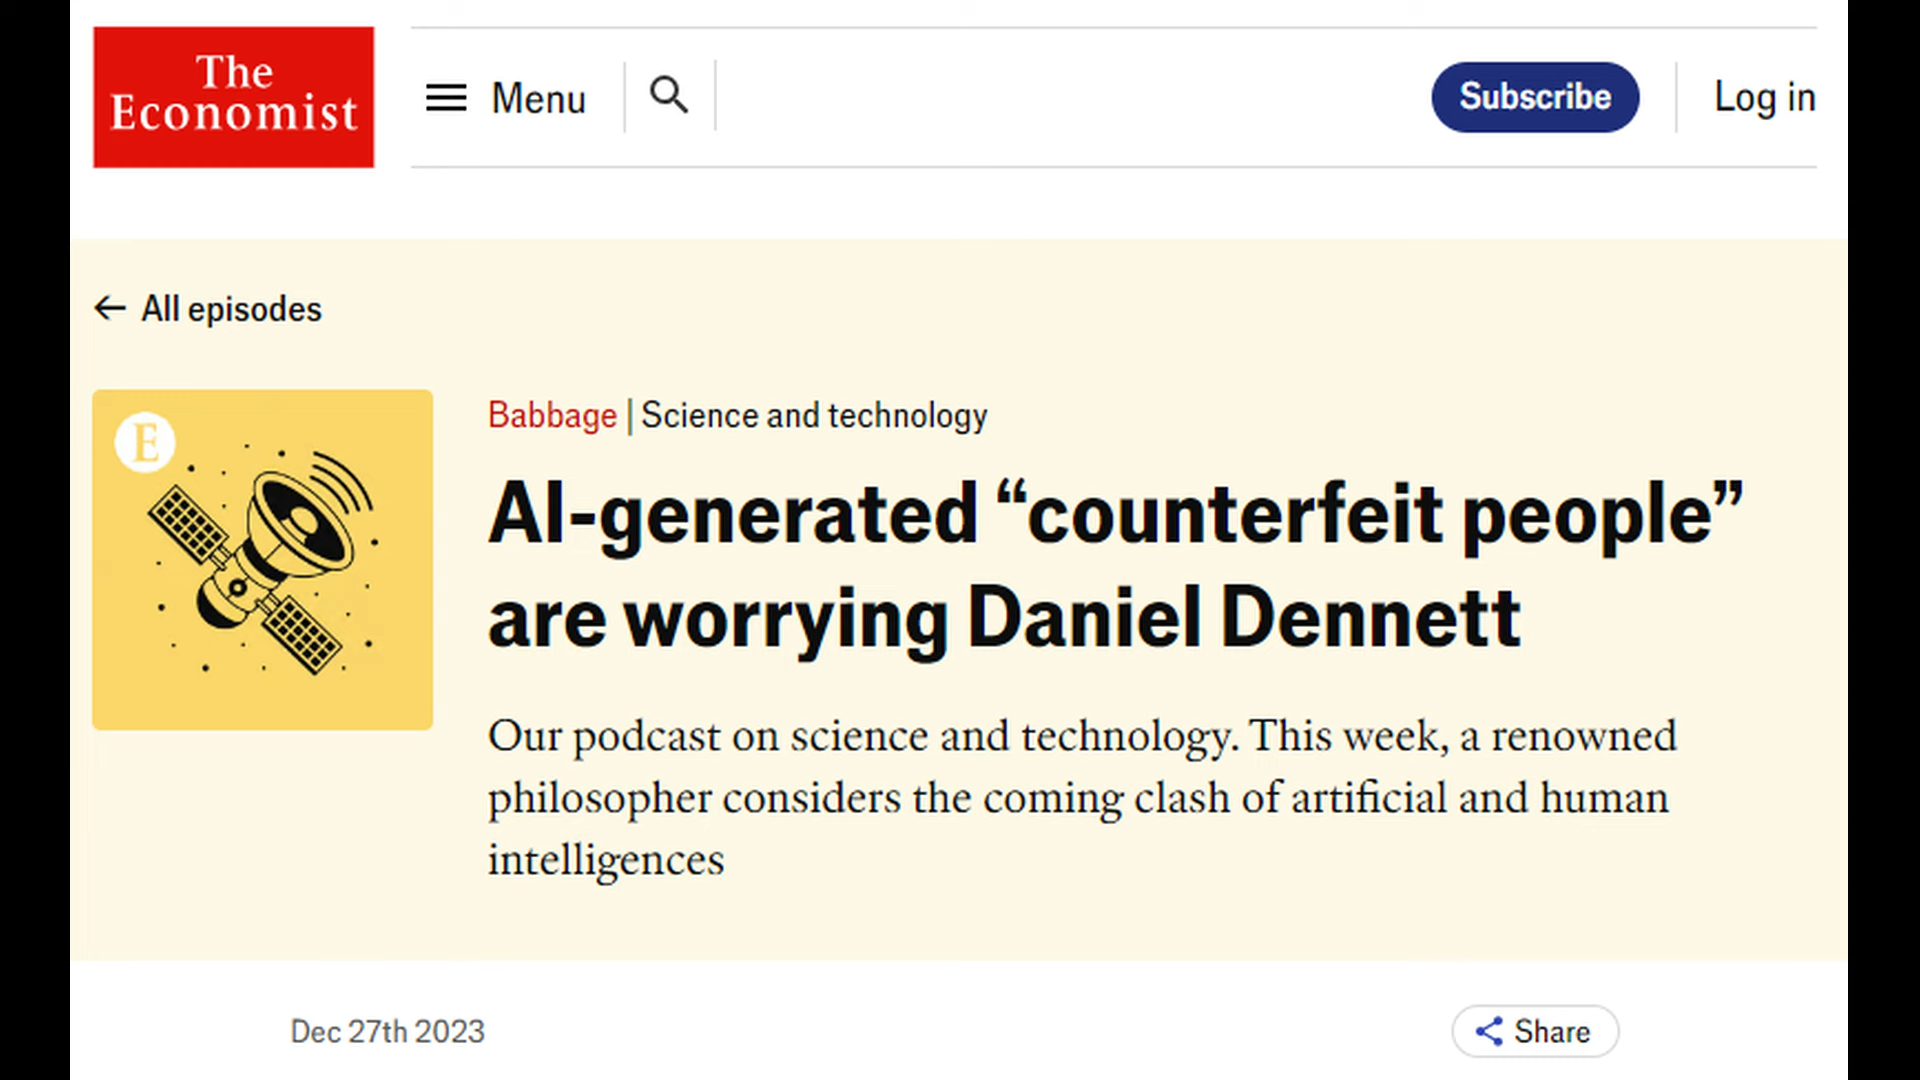 The
Economist
Menu
Subscribe
Log in
← All episodes
E
Babbage | Science and technology
AI-generated “counterfeit people”
are worrying Daniel Dennett
Our podcast on science and technology. This week, a renowned
philosopher considers the coming clash of artificial and human
intelligences
Dec 27th 2023
Share